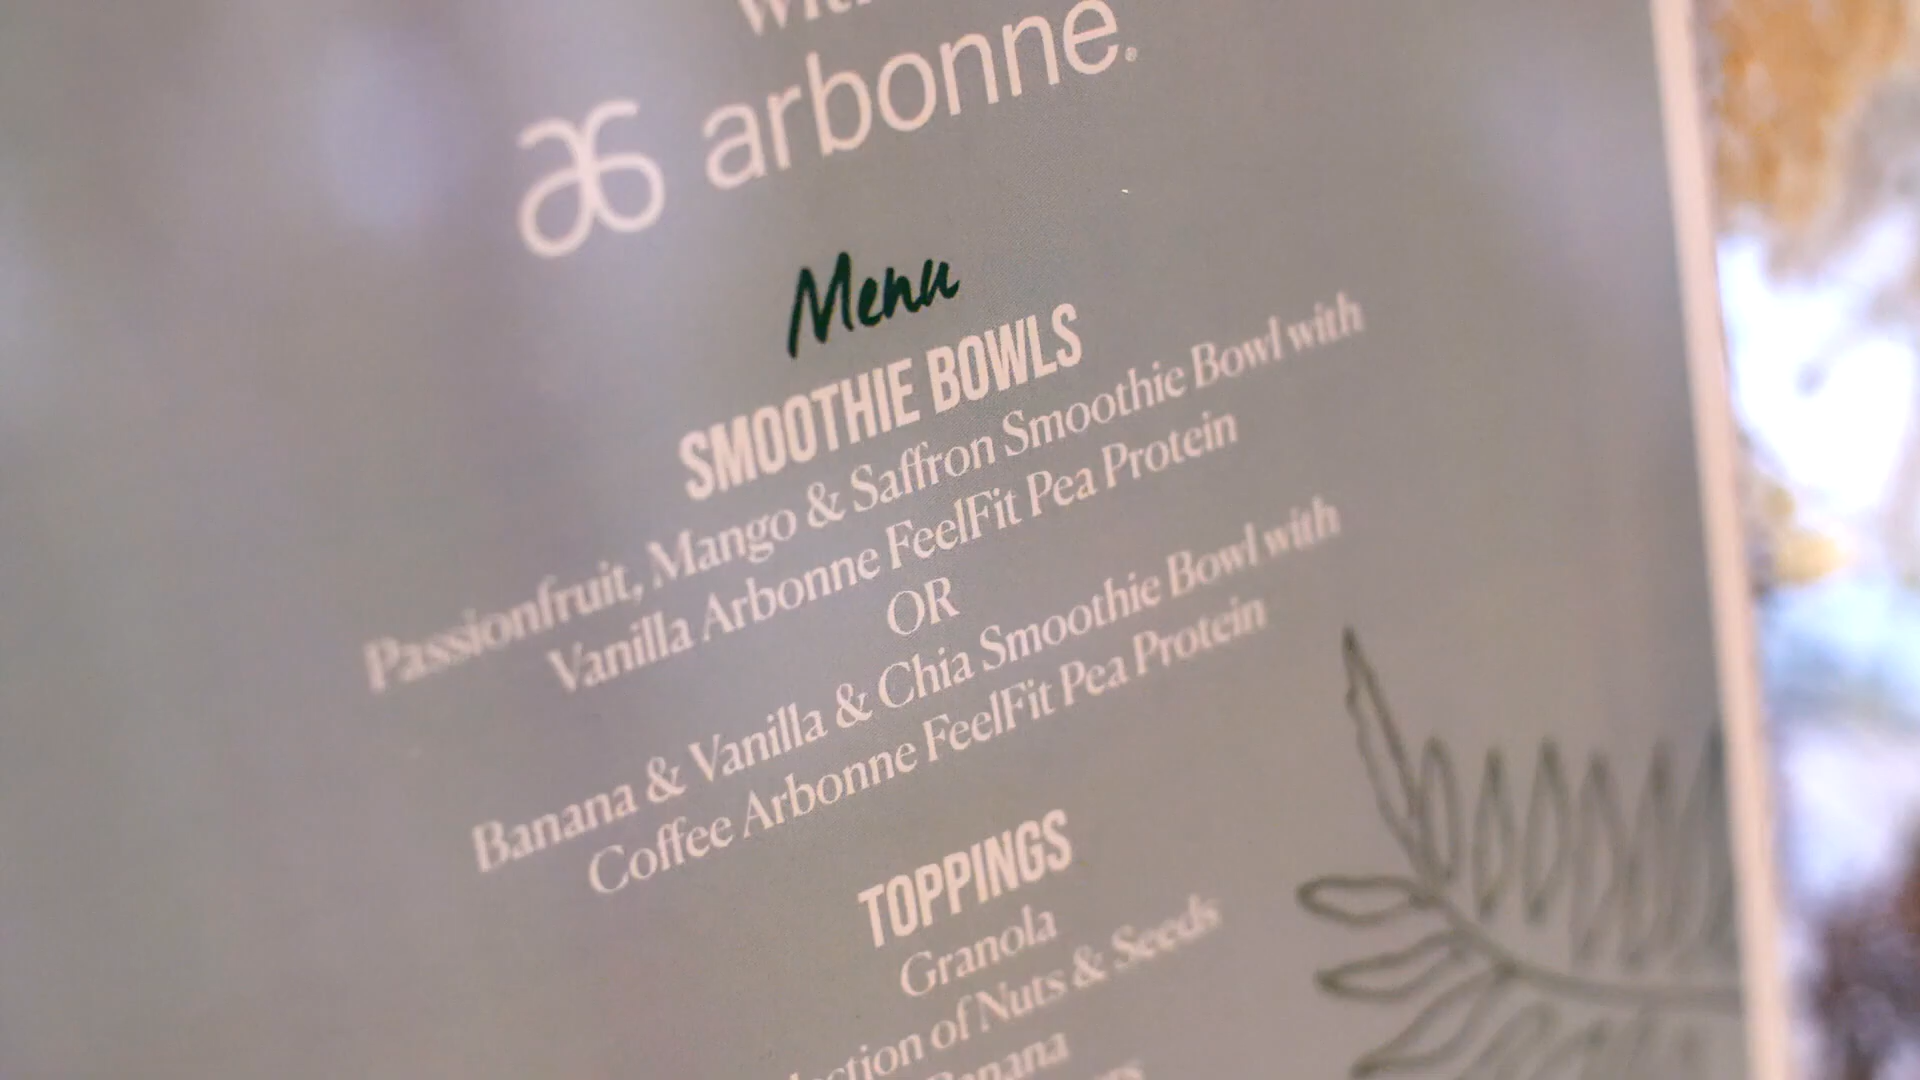 arbonne.
Menu
SMOOTHIE BOWLS
Passionfruit, Mango & Saffron Smoothie Bowl with
Vanilla Arbonne FeelFit Pea Protein
OR
Banana & Vanilla & Chia Smoothie Bowl with
Coffee Arbonne FeelFit Pea Protein
TOPPINGS
Granola
of Nuts & Seeds
Banana